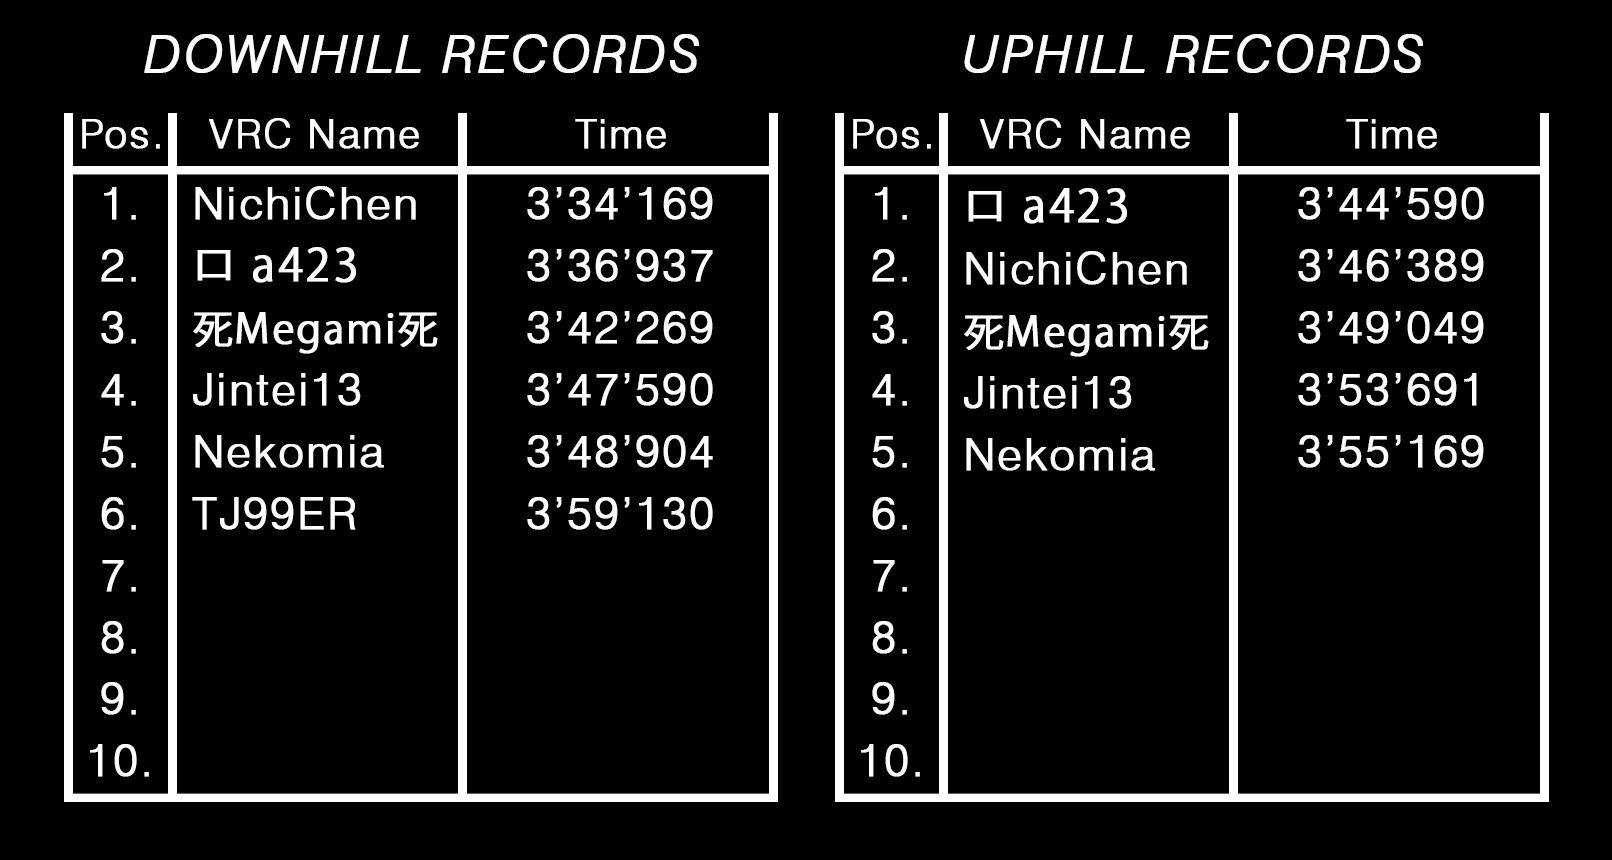 DOWNHILL RECORDS
Pos. VRC Name Time
1. NichiChen 3’34’169
2. 口 a423 3’36’937
3. 死Megami死 3’42’269
4. Jintei13 3’47’590
5. Nekomia 3’48’904
6. TJ99ER 3’59’130
7.
8.
9.
10.
UPHILL RECORDS
Pos. VRC Name Time
1. 口 a423 3’44’590
2. NichiChen 3’46’389
3. 死Megami死 3’49’049
4. Jintei13 3’53’691
5. Nekomia 3’55’169
6.
7.
8.
9.
10.